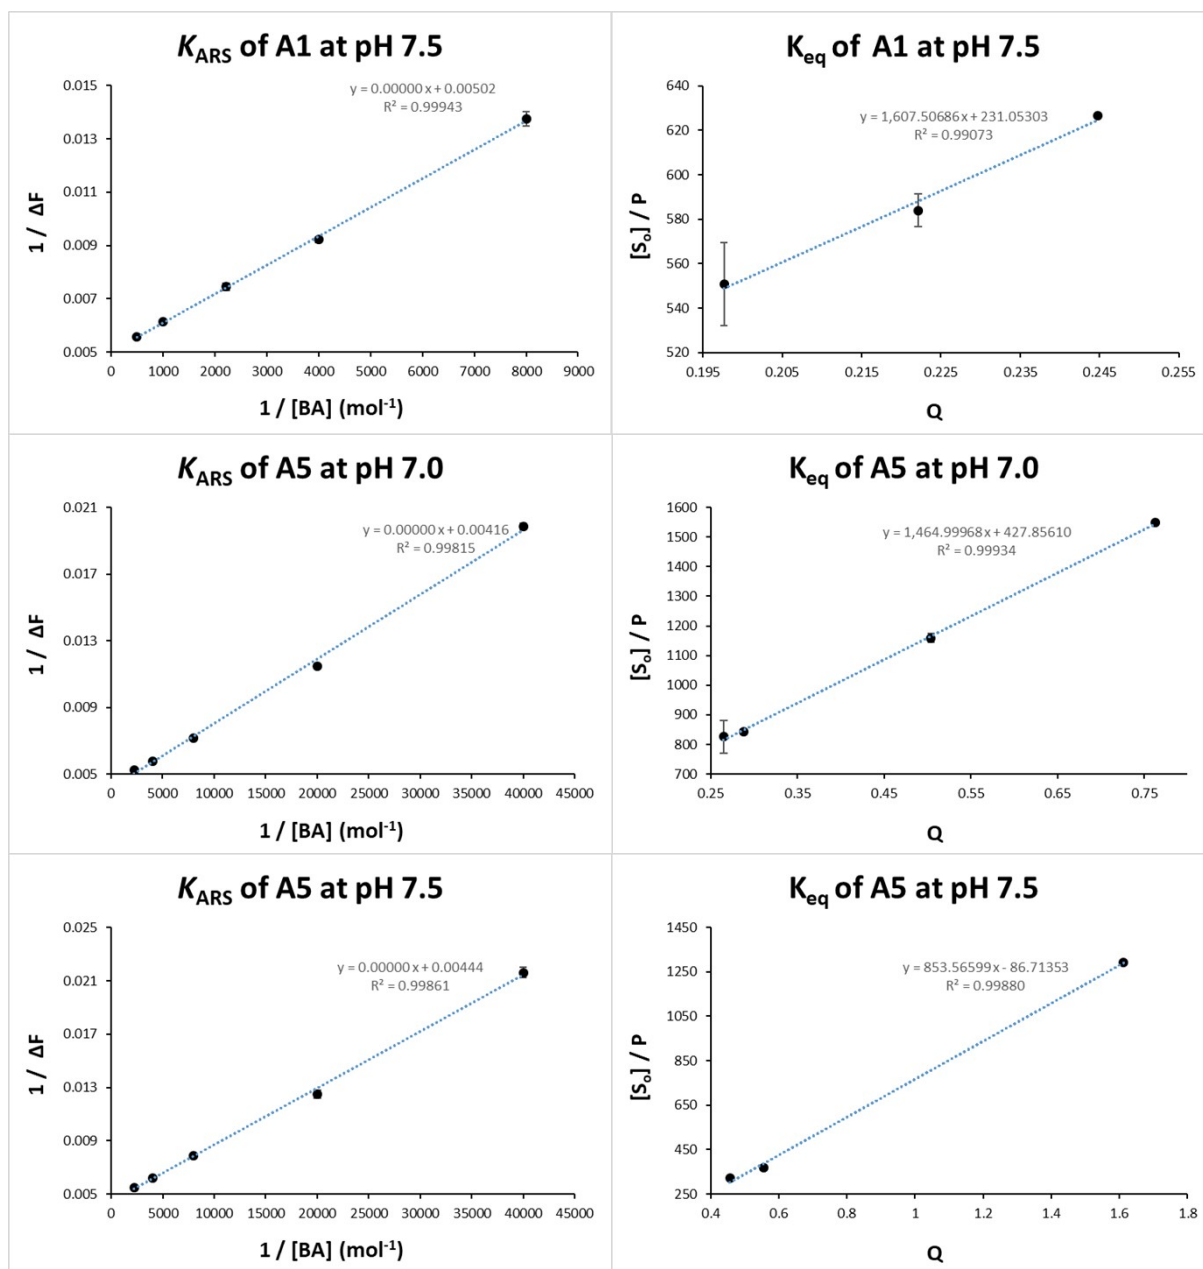 K_ARS of A1 at pH 7.5
y = 0.00000x + 0.00502
R² = 0.99943
0.015
0.013
0.011
0.009
0.007
0.005
1 / ΔF
0 1000 2000 3000 4000 5000 6000 7000 8000 9000
1 / [BA] (mol⁻¹)
K_eq of A1 at pH 7.5
y = 1,607.50686x + 231.05303
R² = 0.99073
640
620
600
580
560
540
520
[S_o] / P
0.195 0.205 0.215 0.225 0.235 0.245 0.255
Q
K_ARS of A5 at pH 7.0
y = 0.00000x + 0.00416
R² = 0.99815
0.021
0.017
0.013
0.009
0.005
1 / ΔF
0 5000 10000 15000 20000 25000 30000 35000 40000 45000
1 / [BA] (mol⁻¹)
K_eq of A5 at pH 7.0
y = 1,464.99968x + 427.85610
R² = 0.99934
1600
1500
1400
1300
1200
1100
1000
900
800
700
[S_o] / P
0.25 0.35 0.45 0.55 0.65 0.75
Q
K_ARS of A5 at pH 7.5
y = 0.00000x + 0.00444
R² = 0.99861
0.025
0.021
0.017
0.013
0.009
0.005
1 / ΔF
0 5000 10000 15000 20000 25000 30000 35000 40000 45000
1 / [BA] (mol⁻¹)
K_eq of A5 at pH 7.5
y = 853.56599x - 86.71353
R² = 0.99880
1450
1250
1050
850
650
450
250
[S_o] / P
0.4 0.6 0.8 1 1.2 1.4 1.6 1.8
Q